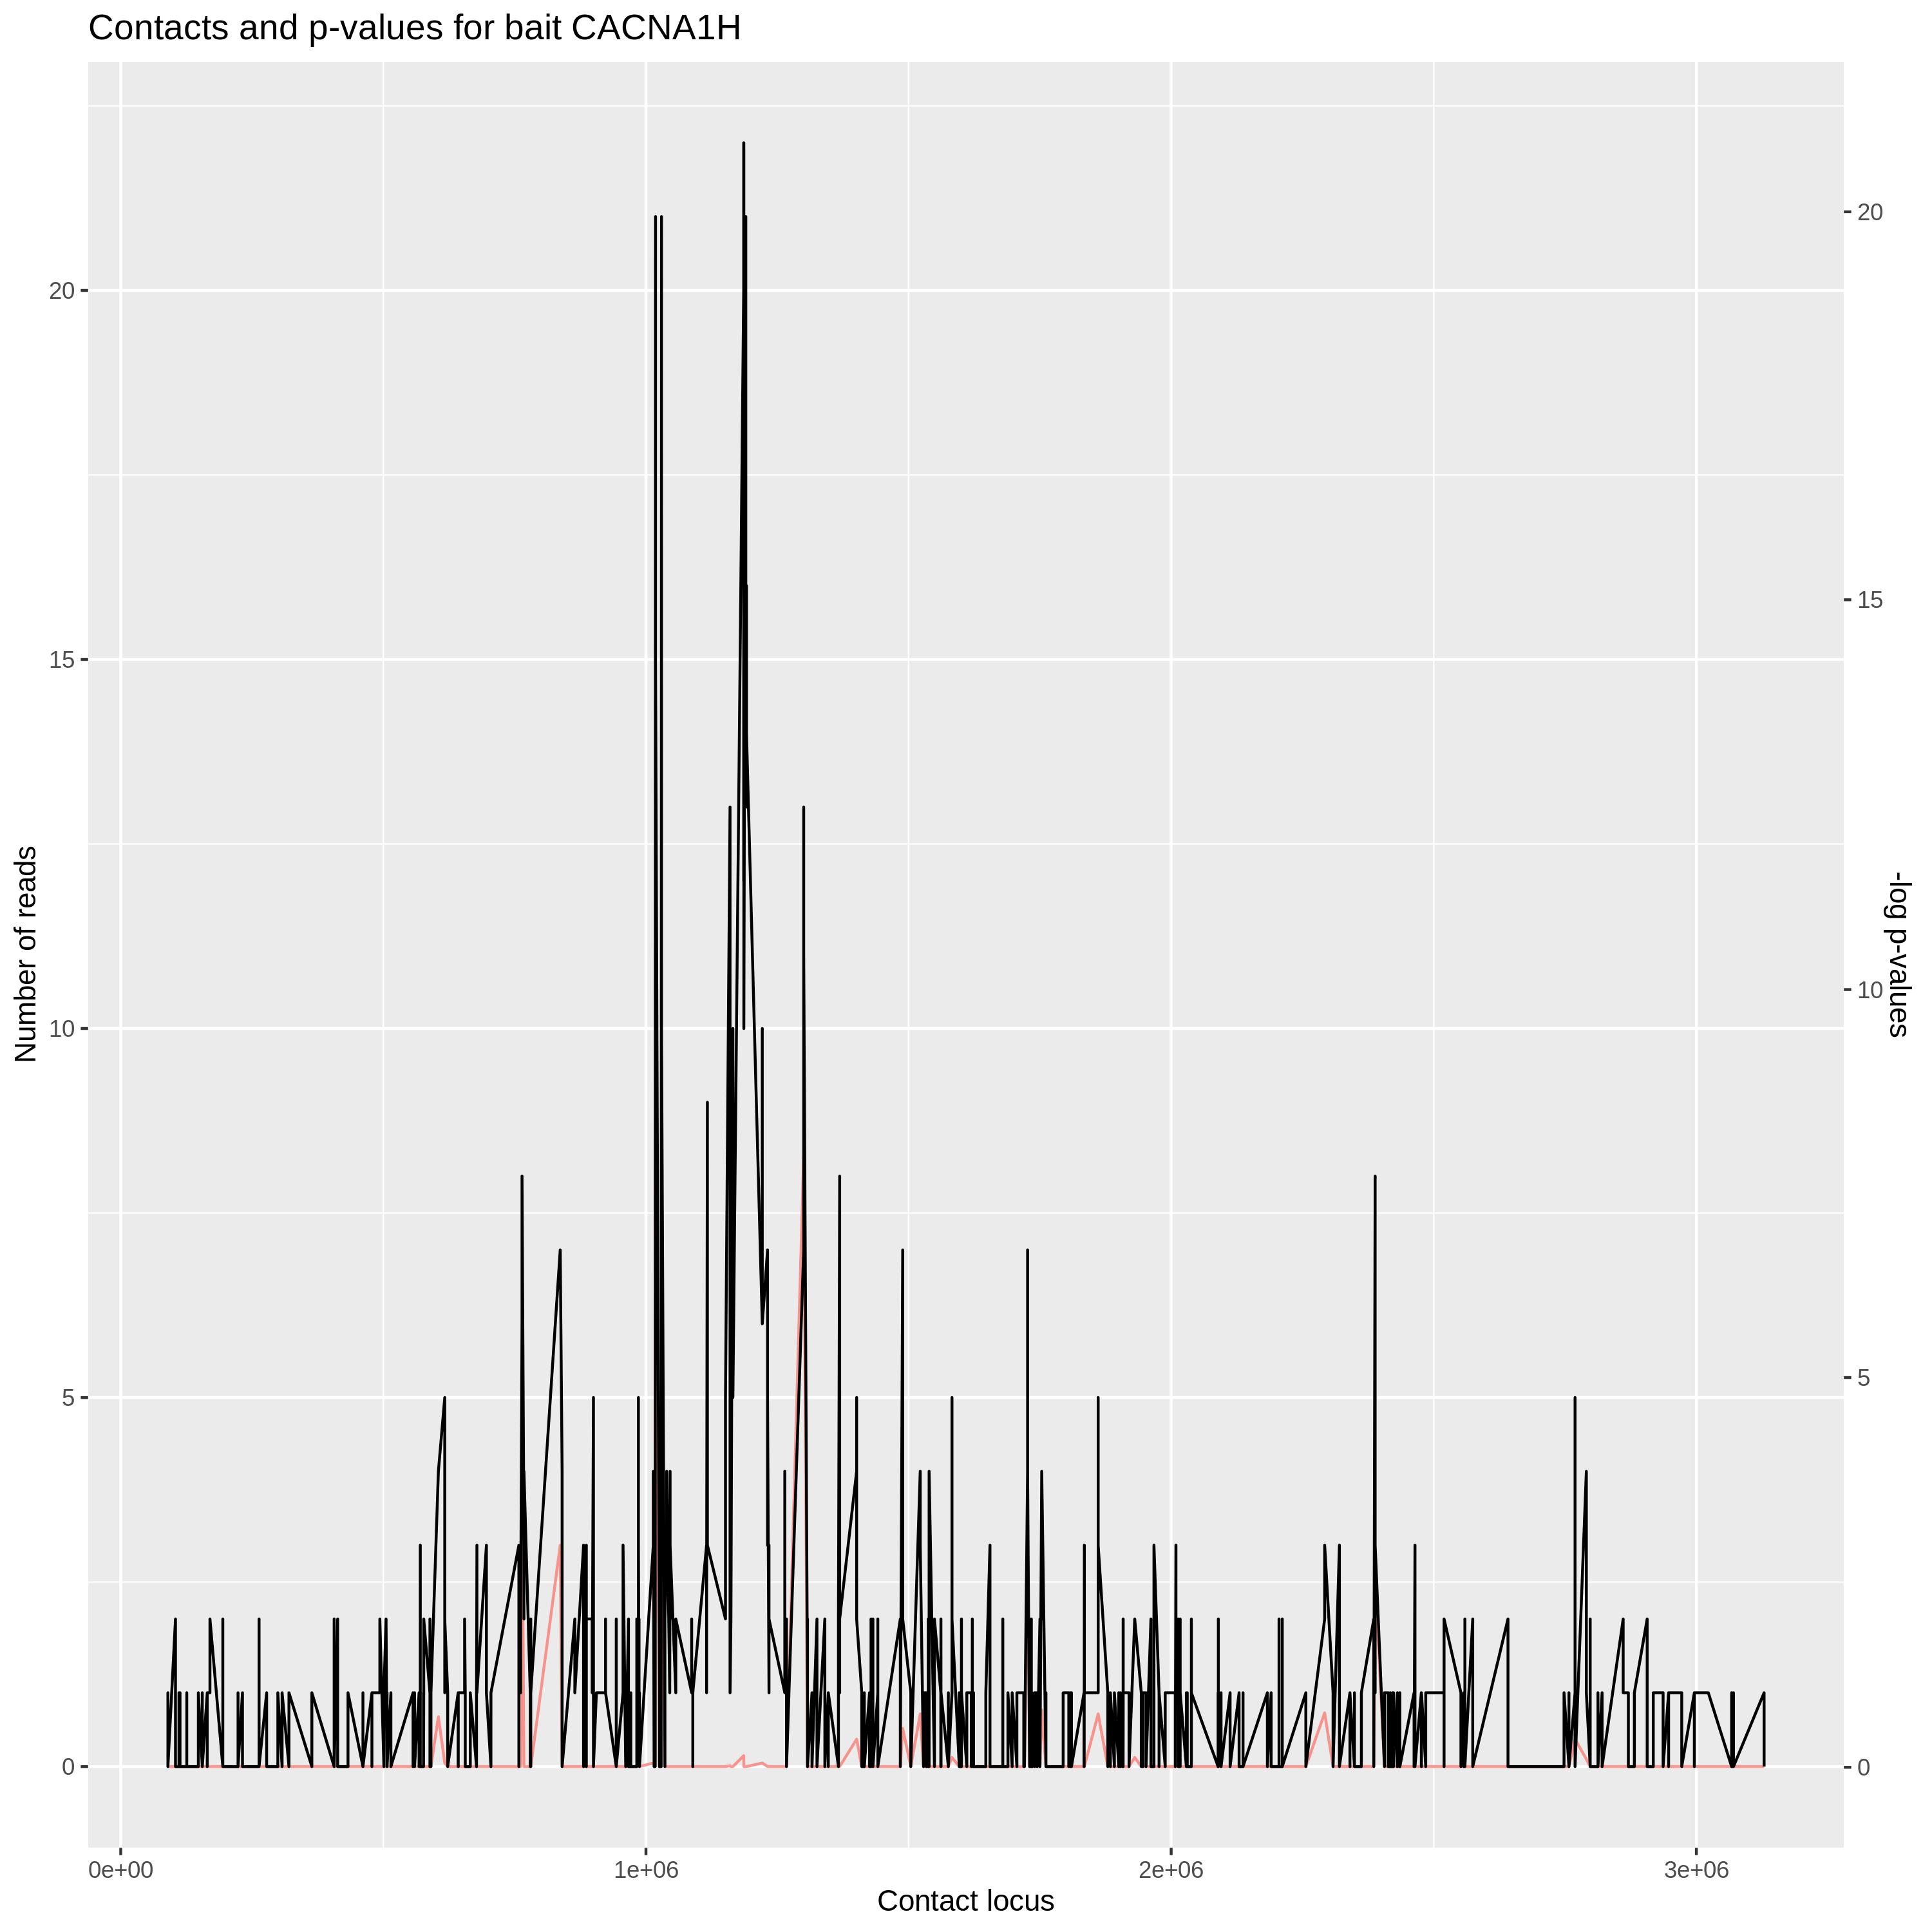 Contacts and p-values for bait CACNA1H
Number of reads
20
15
10
5
0
20
15
10
5
0
-log p-values
0e+00 1e+06 2e+06 3e+06
Contact locus